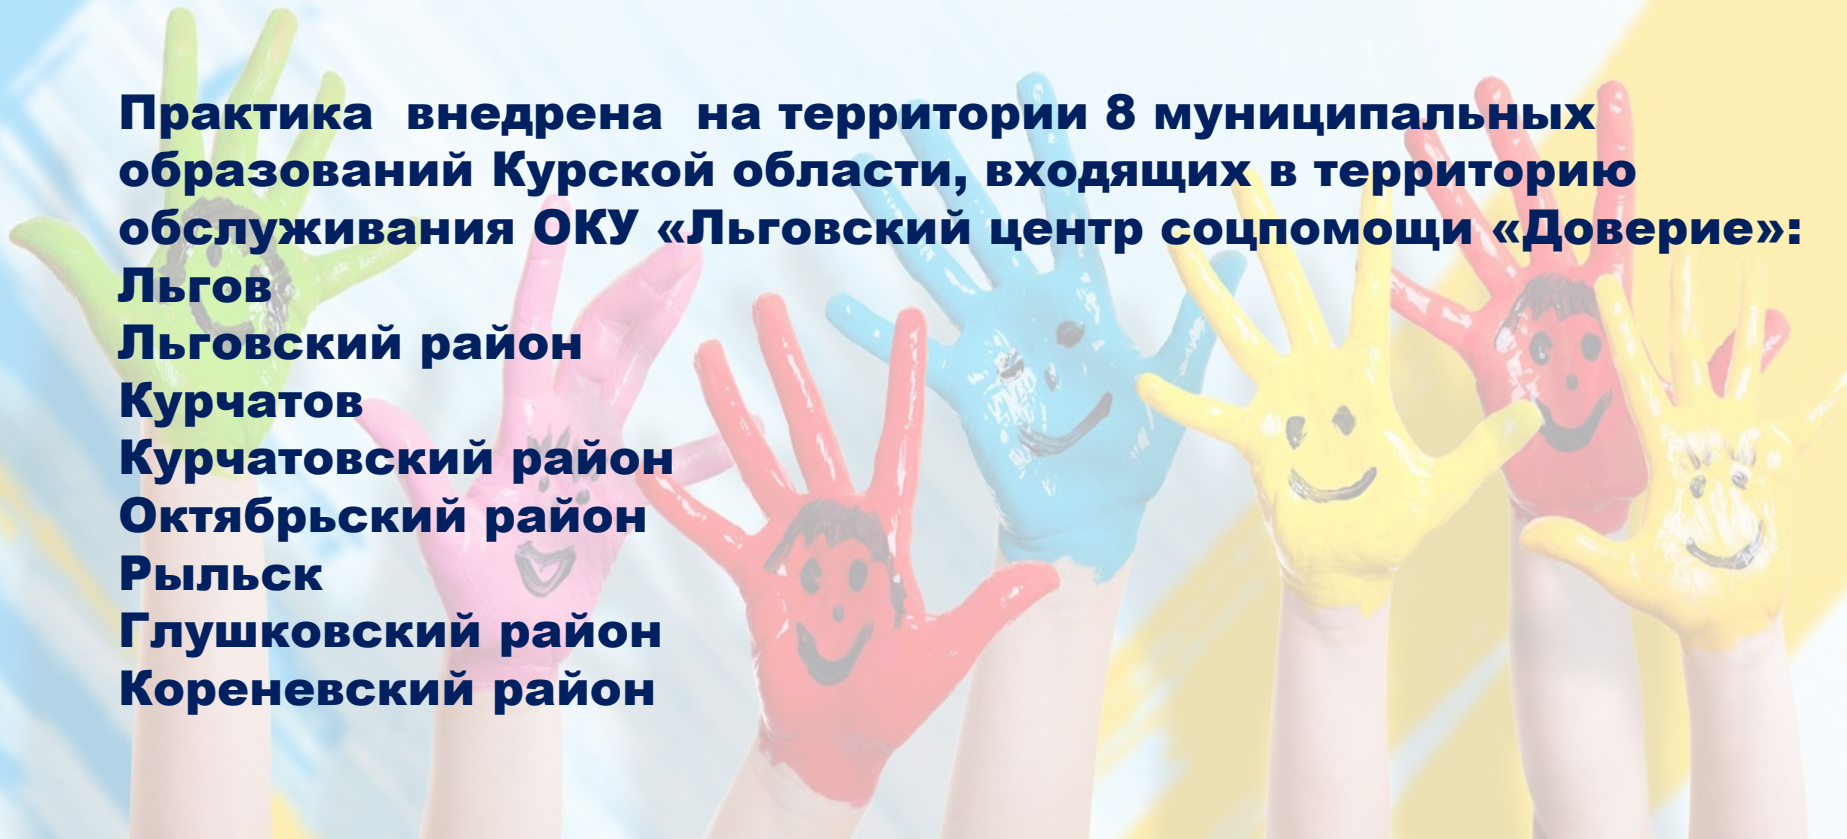 Практика внедрена на территории 8 муниципальных
образований Курской области, входящих в территорию
обслуживания ОКУ «Льговский центр соцпомощи «Доверие»:
Льгов
Льговский район
Курчатов
Курчатовский район
Октябрьский район
Рыльск
Глушковский район
Кореневский район